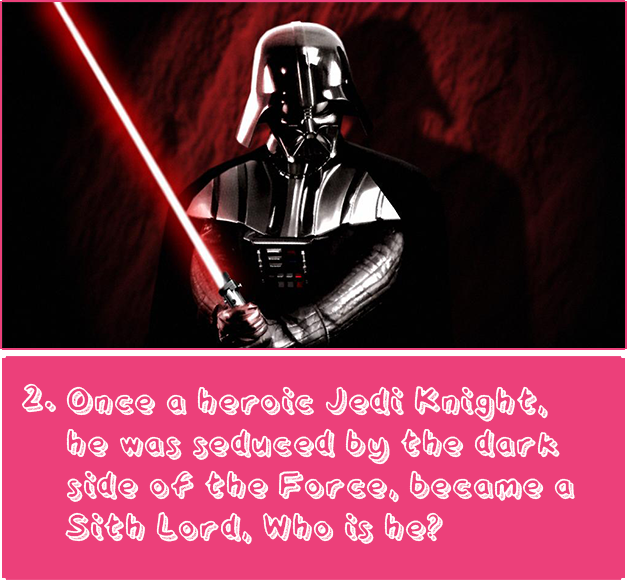 2. Once a heroic Jedi Knight,
he was seduced by the dark
side of the Force, became a
Sith Lord, Who is he?